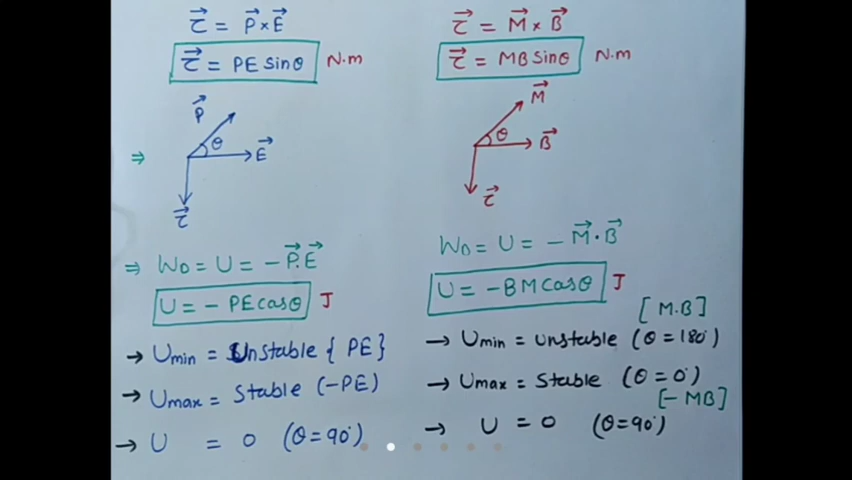 τ⃗ = P⃗ × E⃗
τ⃗ = PE sinθ N.m
P⃗
θ
⇒ E⃗
τ⃗
⇒ W₀ = U = - P⃗.E⃗
U = - PE cosθ J
→ Umin = Unstable { PE }
→ Umax = Stable (-PE)
→ U = 0 (θ = 90°)
τ⃗ = M⃗ × B⃗
τ⃗ = MB sinθ N.m
M⃗
θ
B⃗
τ⃗
W₀ = U = - M⃗ · B⃗
U = -BM cosθ J
[ M.B ]
→ Umin = unstable (θ = 180°)
→ Umax = Stable (θ = 0°)
[- MB]
→ U = 0 (θ = 90°)